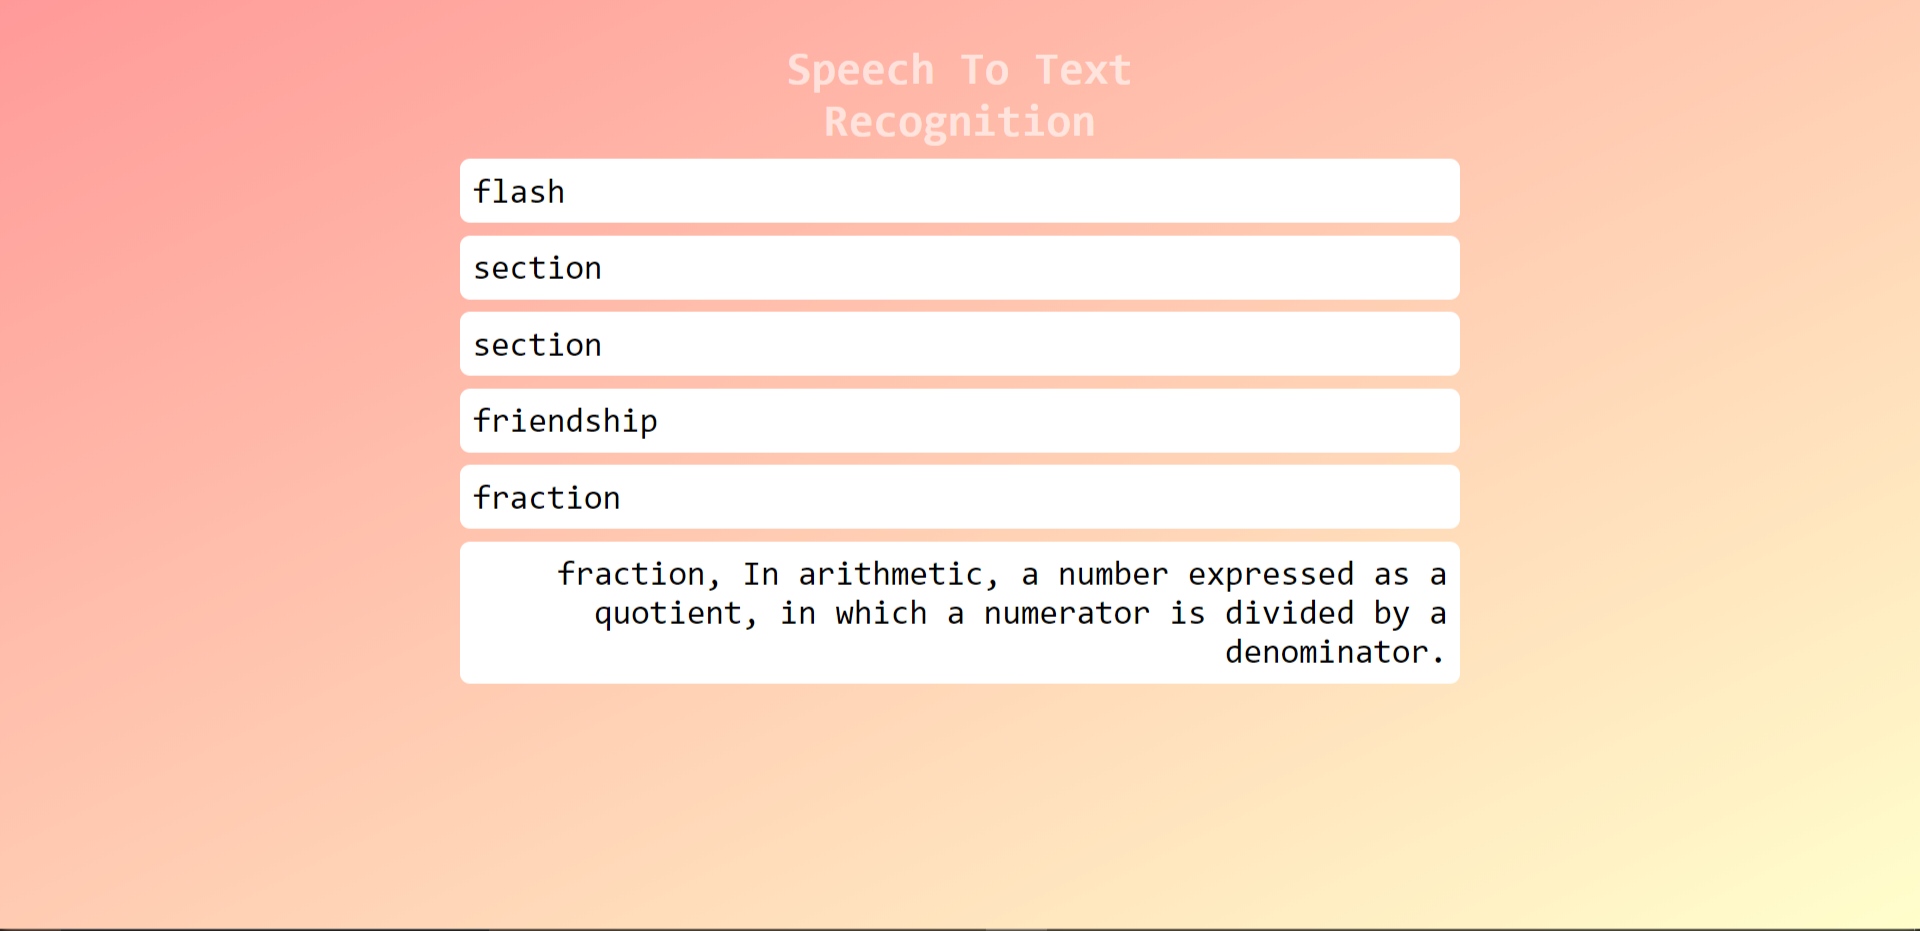 Speech To Text
Recognition
flash
section
section
friendship
fraction
fraction, In arithmetic, a number expressed as a
quotient, in which a numerator is divided by a
denominator.